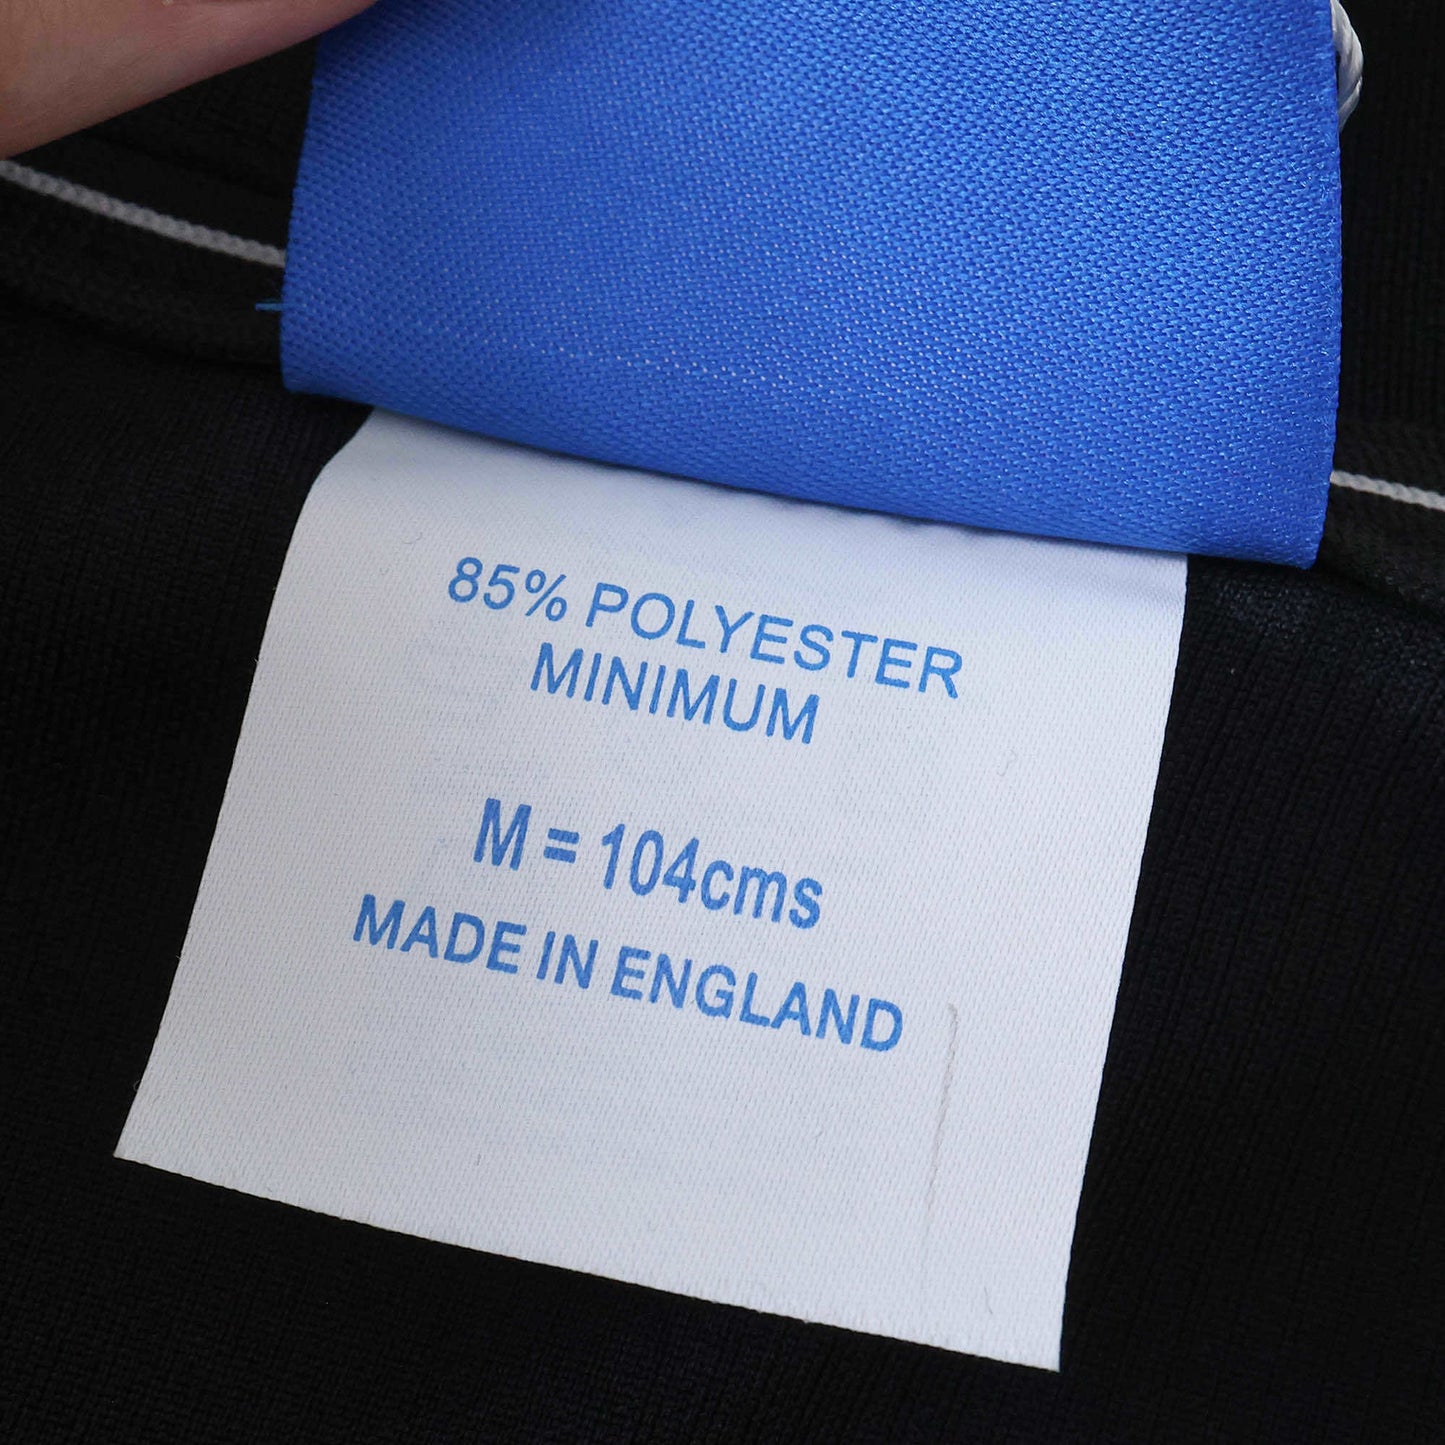 85% POLYESTER
MINIMUM
M = 104cms
MADE IN ENGLAND